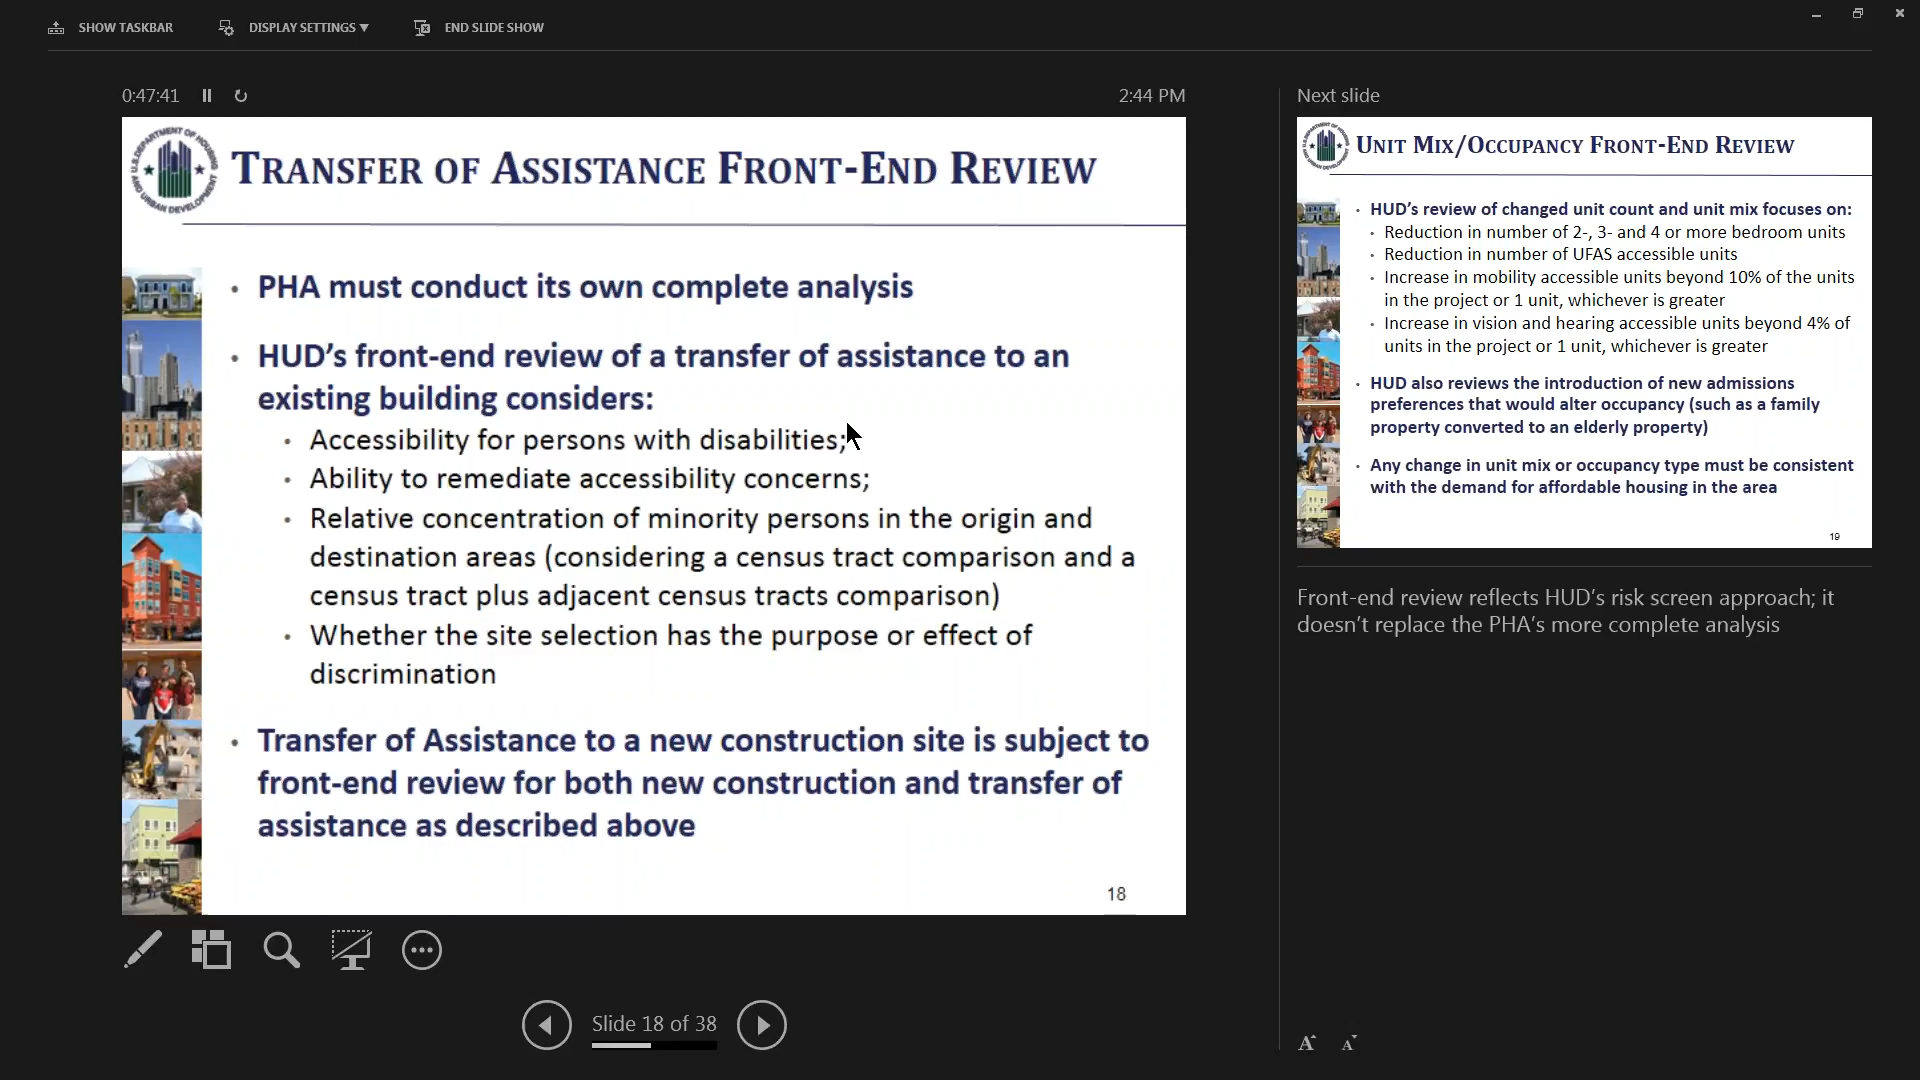 SHOW TASKBAR
DISPLAY SETTINGS ▼
END SLIDE SHOW
0:47:41
2:44 PM
U.S. DEPARTMENT OF HOUSING
AND URBAN DEVELOPMENT
TRANSFER OF ASSISTANCE FRONT-END REVIEW
• PHA must conduct its own complete analysis
• HUD’s front-end review of a transfer of assistance to an
existing building considers:
• Accessibility for persons with disabilities;
• Ability to remediate accessibility concerns;
• Relative concentration of minority persons in the origin and
destination areas (considering a census tract comparison and a
census tract plus adjacent census tracts comparison)
• Whether the site selection has the purpose or effect of
discrimination
• Transfer of Assistance to a new construction site is subject to
front-end review for both new construction and transfer of
assistance as described above
18
Slide 18 of 38
Next slide
UNIT MIX/OCCUPANCY FRONT-END REVIEW
• HUD’s review of changed unit count and unit mix focuses on:
• Reduction in number of 2-, 3- and 4 or more bedroom units
• Reduction in number of UFAS accessible units
• Increase in mobility accessible units beyond 10% of the units
in the project or 1 unit, whichever is greater
• Increase in vision and hearing accessible units beyond 4% of
units in the project or 1 unit, whichever is greater
• HUD also reviews the introduction of new admissions
preferences that would alter occupancy (such as a family
property converted to an elderly property)
• Any change in unit mix or occupancy type must be consistent
with the demand for affordable housing in the area
19
Front-end review reflects HUD’s risk screen approach; it
doesn’t replace the PHA’s more complete analysis
A A